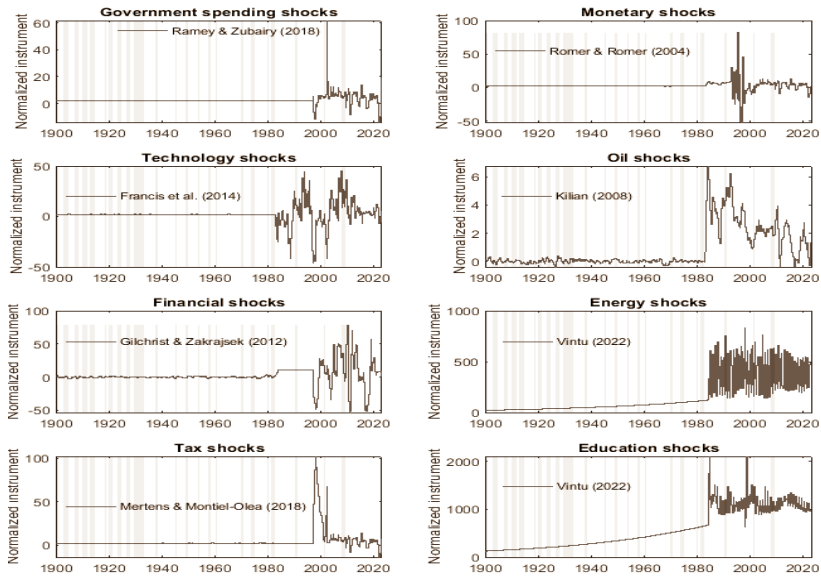 Government spending shocks
Normalized instrument
60
40
20
0
Ramey & Zubairy (2018)
1900 1920 1940 1960 1980 2000 2020
Monetary shocks
Normalized instrument
100
50
0
-50
Romer & Romer (2004)
1900 1920 1940 1960 1980 2000 2020
Technology shocks
Normalized instrument
50
0
-50
Francis et al. (2014)
1900 1920 1940 1960 1980 2000 2020
Oil shocks
Normalized instrument
6
4
2
0
Kilian (2008)
1900 1920 1940 1960 1980 2000 2020
Financial shocks
Normalized instrument
100
50
0
-50
Gilchrist & Zakrajsek (2012)
1900 1920 1940 1960 1980 2000 2020
Energy shocks
Normalized instrument
1000
500
0
Vintu (2022)
1900 1920 1940 1960 1980 2000 2020
Tax shocks
Normalized instrument
100
50
0
Mertens & Montiel-Olea (2018)
1900 1920 1940 1960 1980 2000 2020
Education shocks
Normalized instrument
2000
1000
0
Vintu (2022)
1900 1920 1940 1960 1980 2000 2020